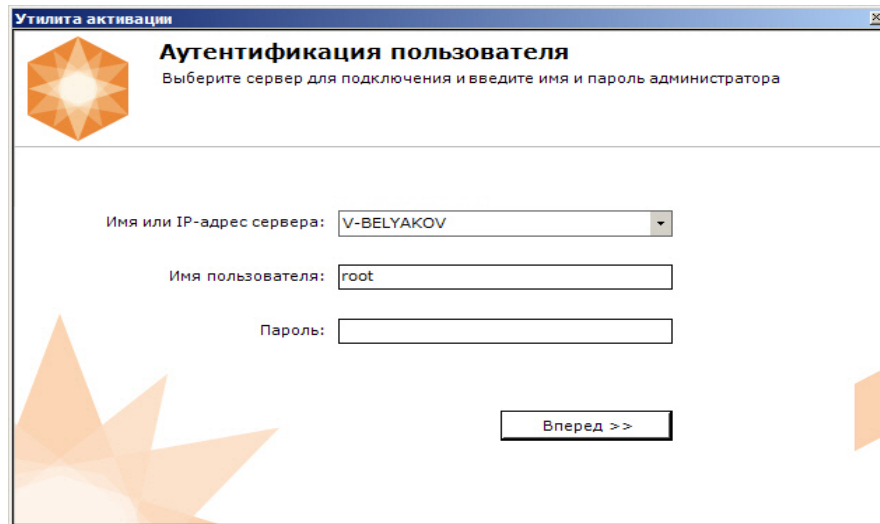 Утилита активации
Аутентификация пользователя
Выберите сервер для подключения и введите имя и пароль администратора
Имя или IP-адрес сервера: V-BELYAKOV
Имя пользователя: root
Пароль:
Вперед >>